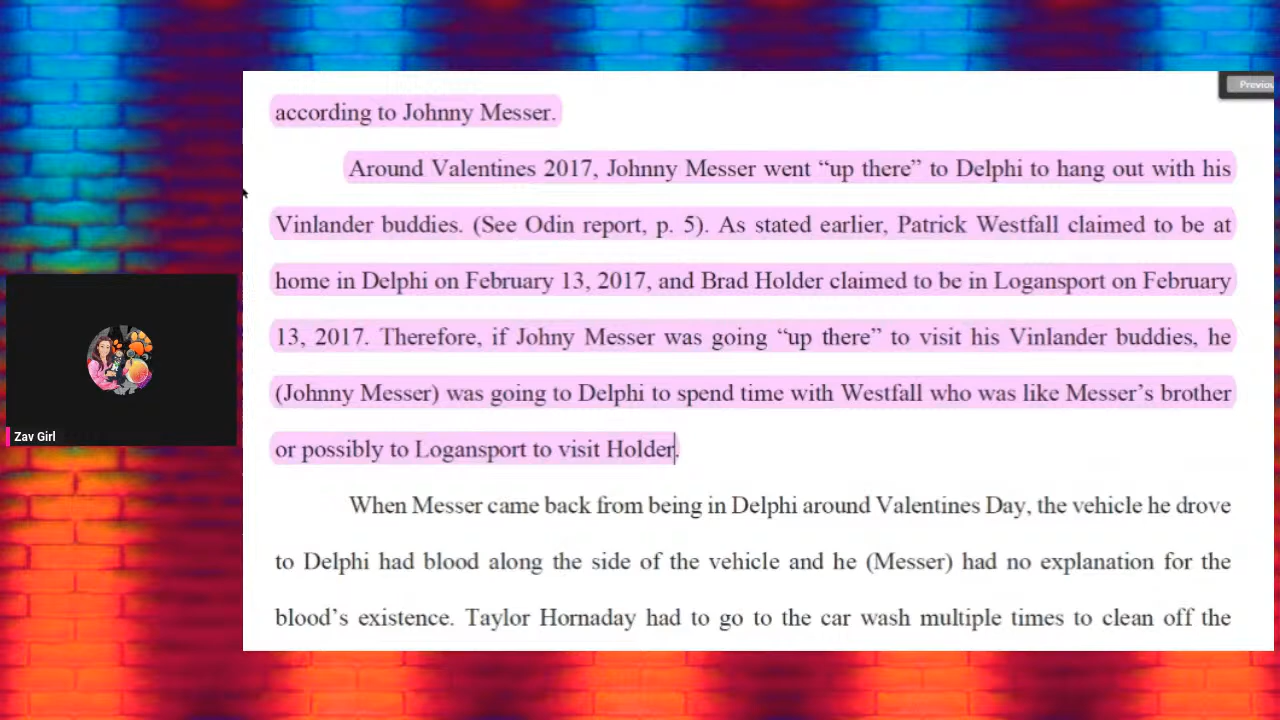 Previou
according to Johnny Messer.
Around Valentines 2017, Johnny Messer went “up there” to Delphi to hang out with his
Vinlander buddies. (See Odin report, p. 5). As stated earlier, Patrick Westfall claimed to be at
home in Delphi on February 13, 2017, and Brad Holder claimed to be in Logansport on February
13, 2017. Therefore, if Johny Messer was going “up there” to visit his Vinlander buddies, he
(Johnny Messer) was going to Delphi to spend time with Westfall who was like Messer’s brother
or possibly to Logansport to visit Holder.
When Messer came back from being in Delphi around Valentines Day, the vehicle he drove
to Delphi had blood along the side of the vehicle and he (Messer) had no explanation for the
blood’s existence. Taylor Hornaday had to go to the car wash multiple times to clean off the
Zav Girl